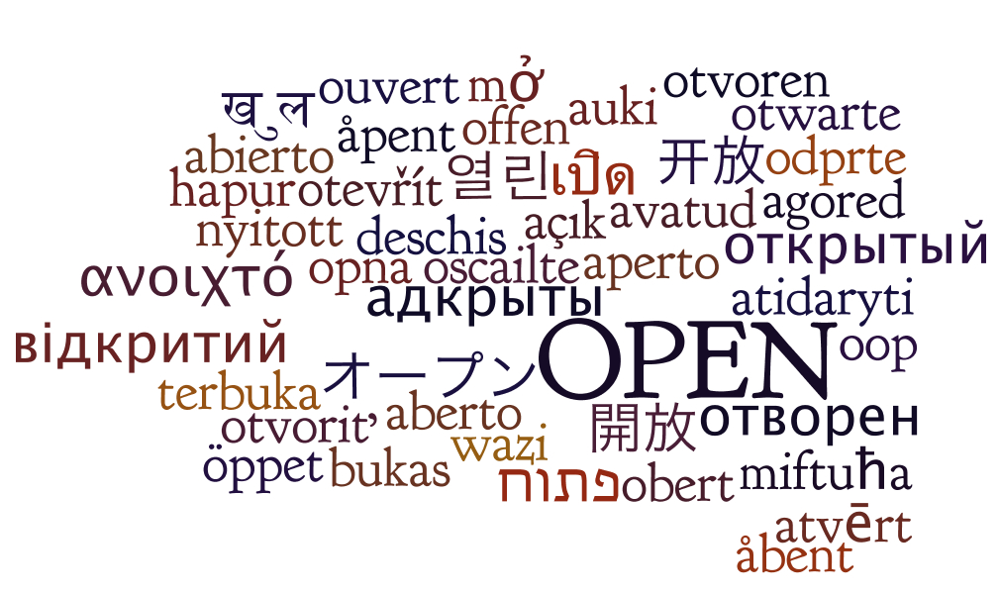 ouvert
mở
otvoren
खुल
auki
otwarte
åpent
offen
abierto
열린
เปิด
开放
odprte
hapur
otevřít
nyitott
deschis
açık
avatud
agored
открытый
ανοιχτό
opna
oscailte
aperto
адкрыты
atidaryti
відкритий
オープン
OPEN
oop
terbuka
otvoriť
aberto
開放
отворен
öppet
bukas
wazi
פתוח
obert
miftuħa
atvērt
åbent